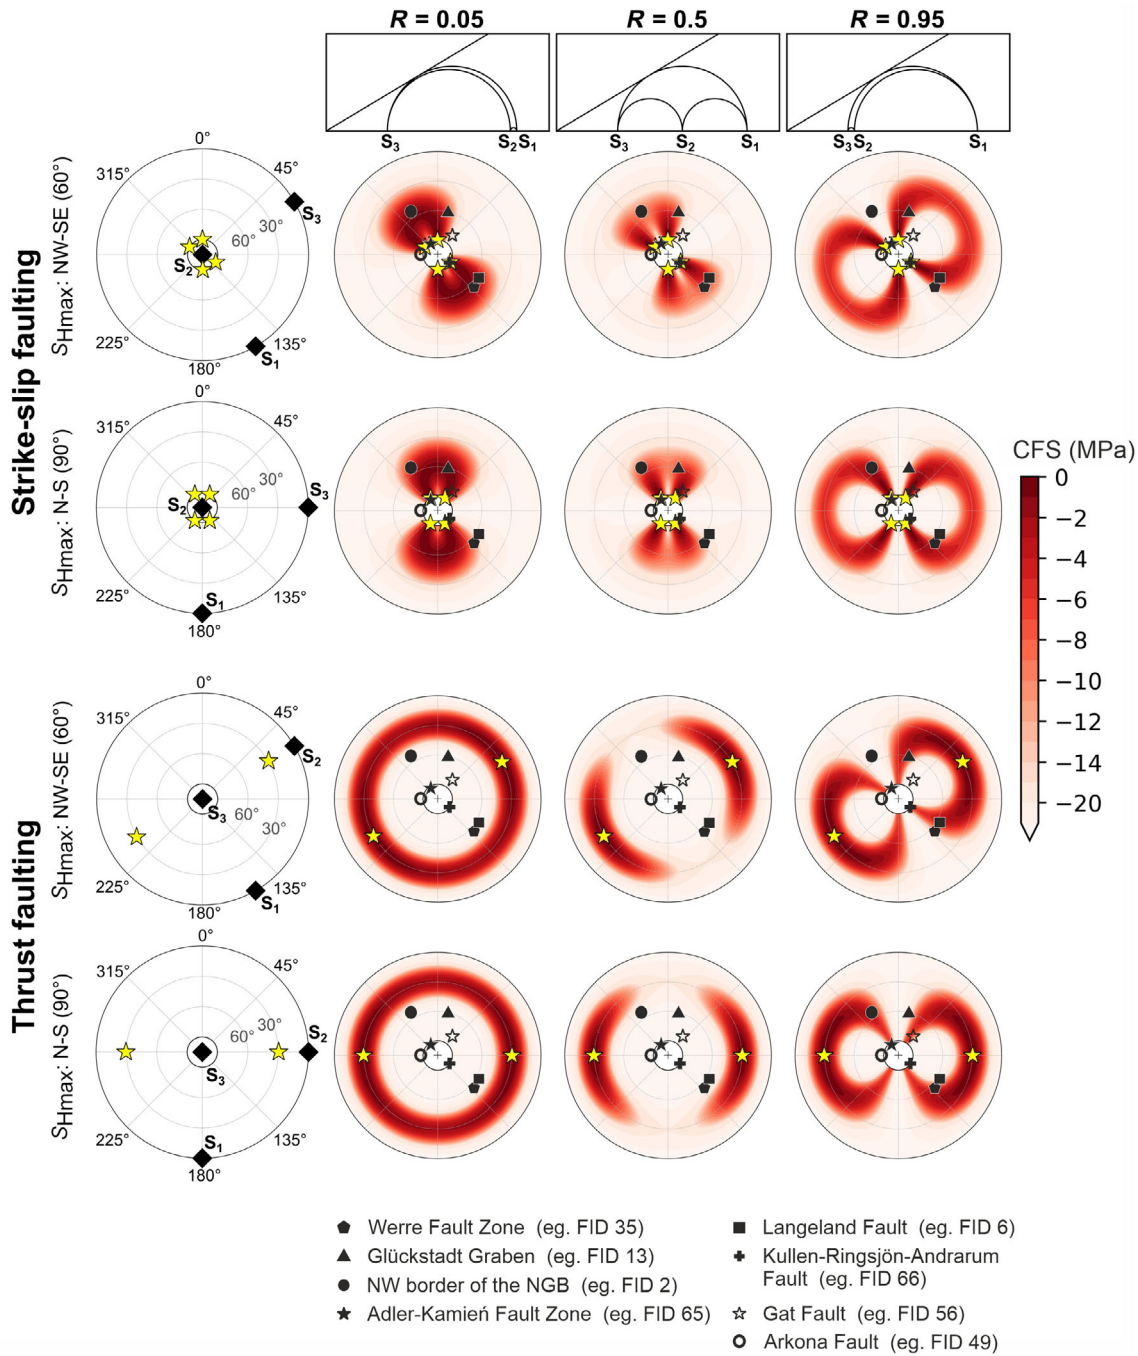 R = 0.05 R = 0.5 R = 0.95
S3 S2 S1 S3 S2 S1 S3 S2 S1
Strike-slip faulting
SHmax: NW-SE (60°)
0°
315° 45°
S3
60° 30°
S2
225° 135°
S1
180°
SHmax: N-S (90°)
0°
315° 45°
60° 30° S3
S2
225° 135°
S1
180°
CFS (MPa)
0
−2
−4
−6
−8
−10
−12
−14
−16
−18
−20
Thrust faulting
SHmax: NW-SE (60°)
0°
315° 45°
S2
S3 60° 30°
225° 135°
S1
180°
SHmax: N-S (90°)
0°
315° 45°
60° 30° S2
S3
225° 135°
S1
180°
Werre Fault Zone (eg. FID 35)
Glückstadt Graben (eg. FID 13)
NW border of the NGB (eg. FID 2)
Adler-Kamień Fault Zone (eg. FID 65)
Langeland Fault (eg. FID 6)
Kullen-Ringsjön-Andrarum
Fault (eg. FID 66)
Gat Fault (eg. FID 56)
Arkona Fault (eg. FID 49)